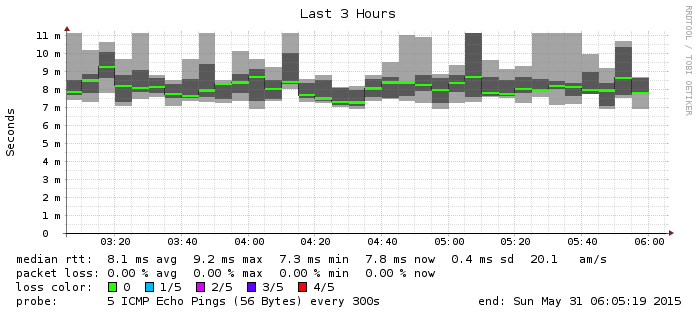 Last 3 Hours
RRDTOOL / TOBI OETIKER
Seconds
11 m
10 m
9 m
8 m
7 m
6 m
5 m
4 m
3 m
2 m
1 m
0
03:20 03:40 04:00 04:20 04:40 05:00 05:20 05:40 06:00
median rtt: 8.1 ms avg 9.2 ms max 7.3 ms min 7.8 ms now 0.4 ms sd 20.1 am/s
packet loss: 0.00 % avg 0.00 % max 0.00 % min 0.00 % now
loss color: 0 1/5 2/5 3/5 4/5
probe: 5 ICMP Echo Pings (56 Bytes) every 300s end: Sun May 31 06:05:19 2015